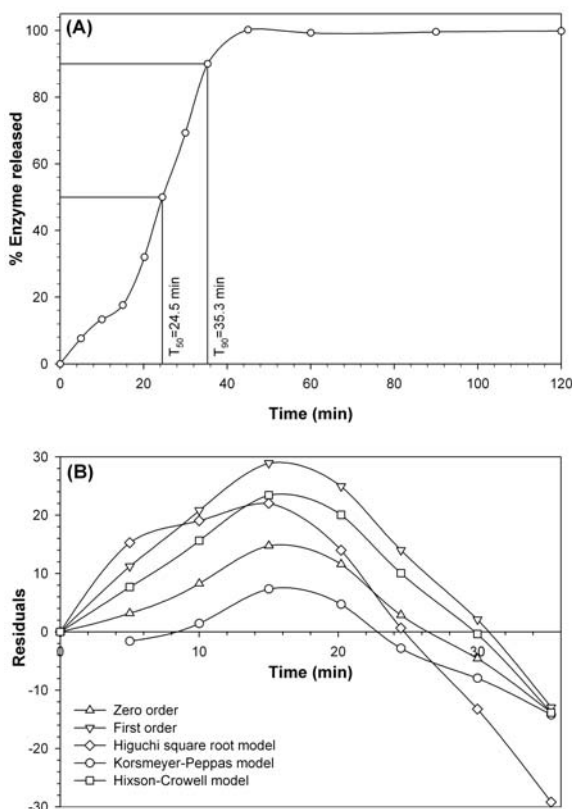 (A)
100
80
60
40
20
0
% Enzyme released
T50=24.5 min
T90=35.3 min
0 20 40 60 80 100 120
Time (min)
(B)
30
20
10
0
-10
-20
-30
Residuals
0 10 20 30
Time (min)
Zero order
First order
Higuchi square root model
Korsmeyer-Peppas model
Hixson-Crowell model